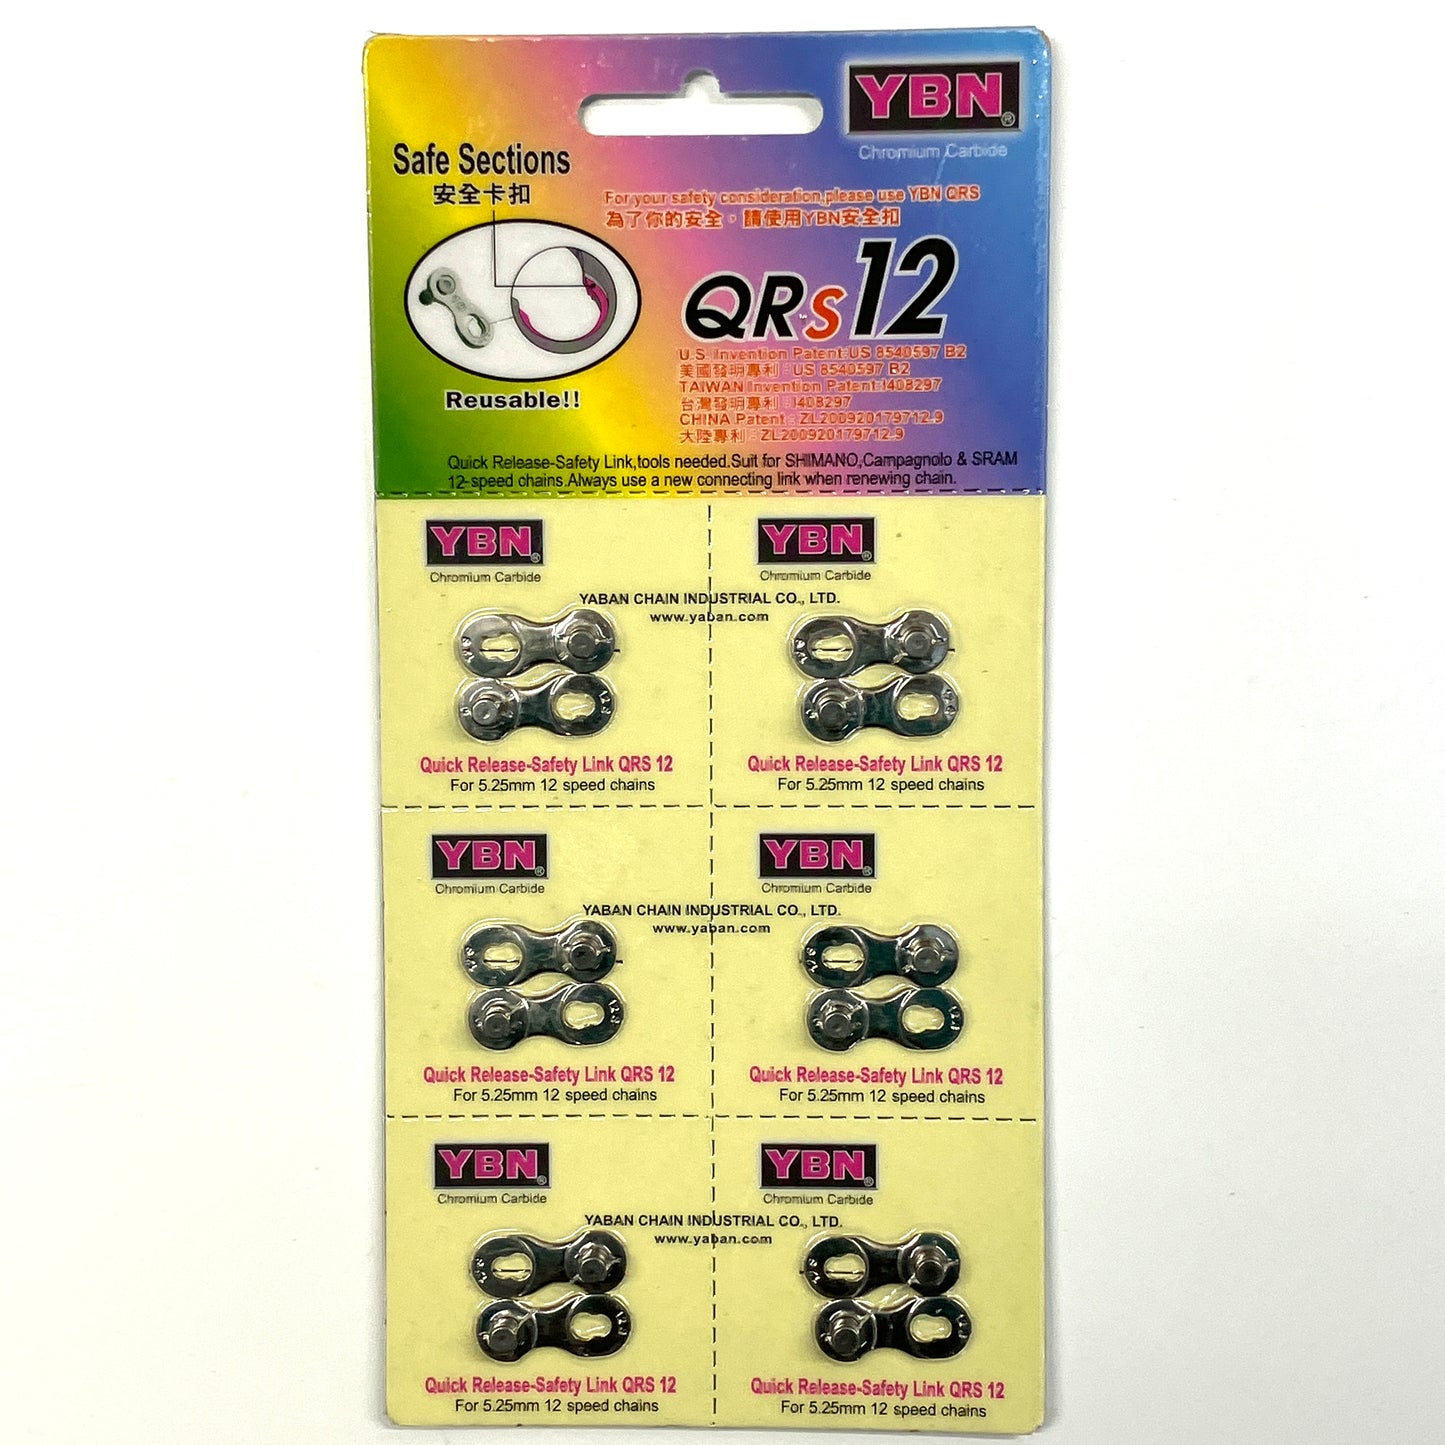 YBN®
Chromium Carbide
Safe Sections
安全卡扣
For your safety consideration,please use YBN QRS
為了你的安全，請使用YBN安全扣
QRS12
U.S. Invention Patent:US 8540597 B2
美國發明專利：US 8540597 B2
TAIWAN Invention Patent:I408297
台灣發明專利：I408297
CHINA Patent：ZL200920179712.9
大陸專利：ZL200920179712.9
Reusable!!
Quick Release-Safety Link,tools needed.Suit for SHIMANO,Campagnolo & SRAM
12-speed chains.Always use a new connecting link when renewing chain.
YBN® YBN®
Chromium Carbide Chromium Carbide
YABAN CHAIN INDUSTRIAL CO., LTD.
www.yaban.com
Quick Release-Safety Link QRS 12 Quick Release-Safety Link QRS 12
For 5.25mm 12 speed chains For 5.25mm 12 speed chains
YBN® YBN®
Chromium Carbide Chromium Carbide
YABAN CHAIN INDUSTRIAL CO., LTD.
www.yaban.com
Quick Release-Safety Link QRS 12 Quick Release-Safety Link QRS 12
For 5.25mm 12 speed chains For 5.25mm 12 speed chains
YBN® YBN®
Chromium Carbide Chromium Carbide
YABAN CHAIN INDUSTRIAL CO., LTD.
www.yaban.com
Quick Release-Safety Link QRS 12 Quick Release-Safety Link QRS 12
For 5.25mm 12 speed chains For 5.25mm 12 speed chains